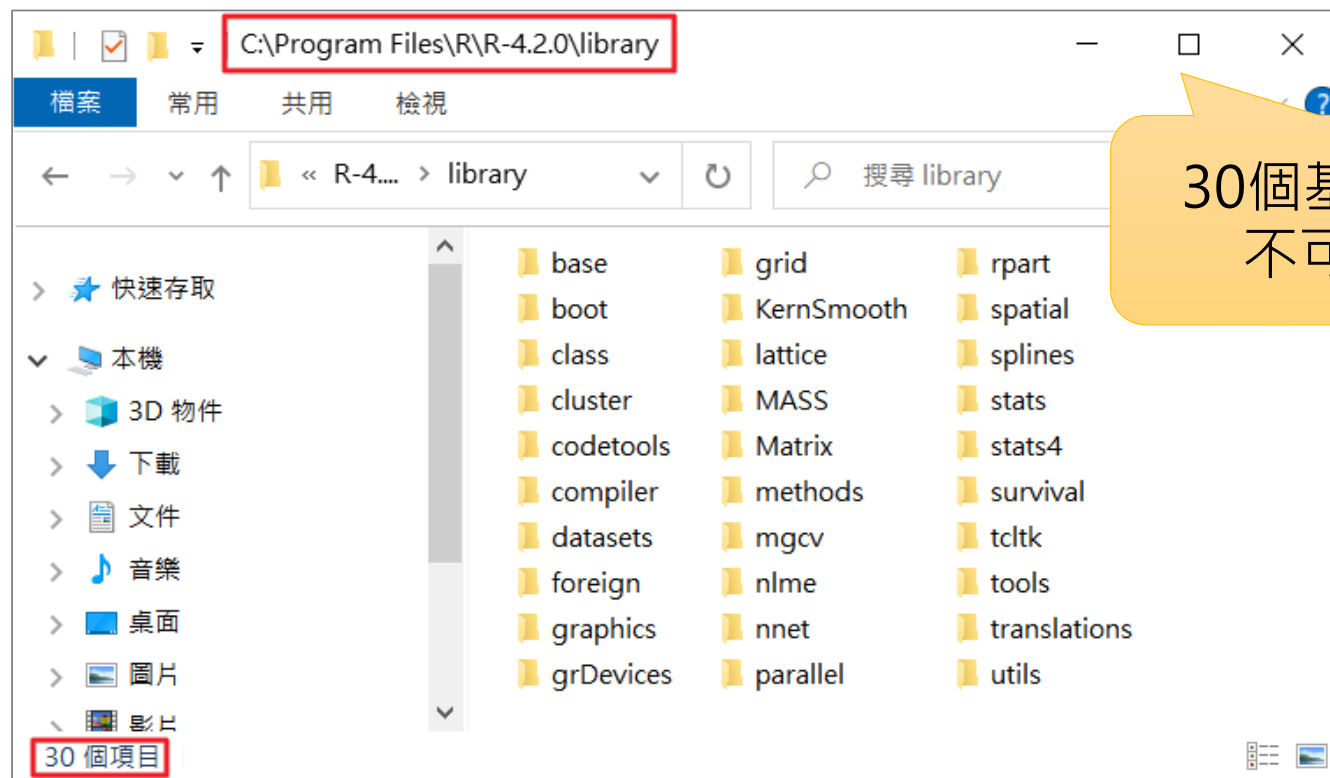 C:\Program Files\R\R-4.2.0\library
檔案 常用 共用 檢視
« R-4.... > library
搜尋 library
30個基
不可
快速存取
本機
3D 物件
下載
文件
音樂
桌面
圖片
影片
base
boot
class
cluster
codetools
compiler
datasets
foreign
graphics
grDevices
grid
KernSmooth
lattice
MASS
Matrix
methods
mgcv
nlme
nnet
parallel
rpart
spatial
splines
stats
stats4
survival
tcltk
tools
translations
utils
30 個項目